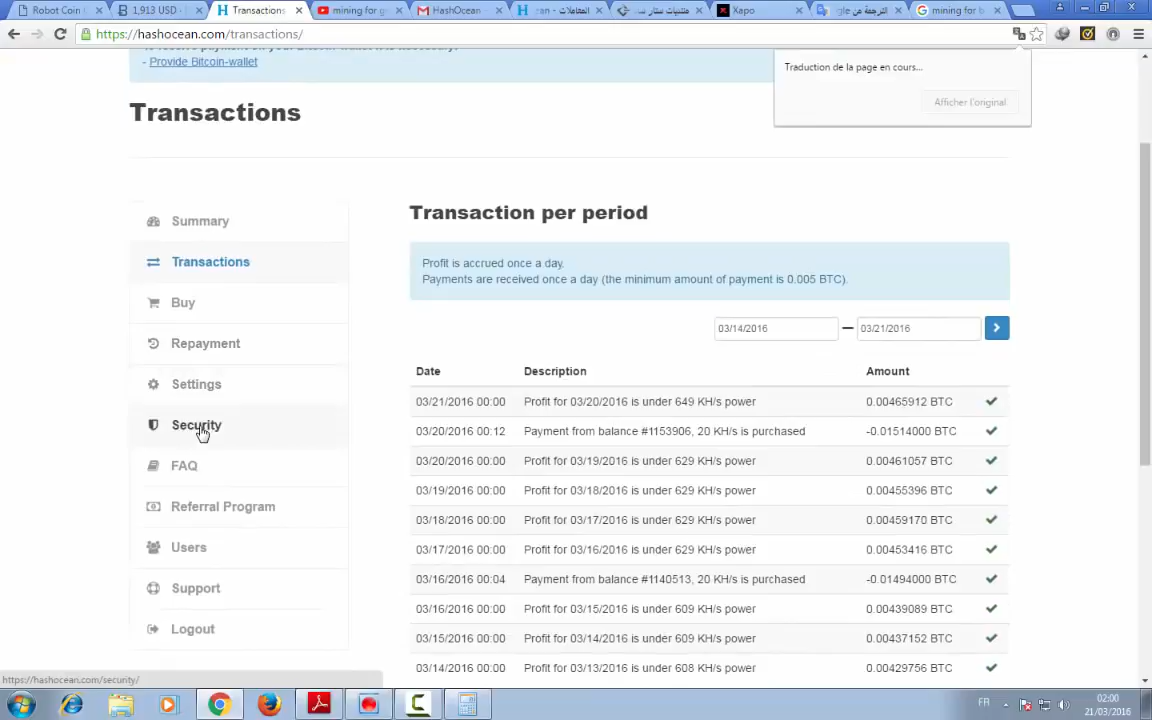 Robot Coin
1,913 USD -
Transactions
mining for g
HashOcean -
المعاملات - ean
منتديات ستار
Xapo
الترجمة من gle
mining for b
https://hashocean.com/transactions/
- Provide Bitcoin-wallet
Traduction de la page en cours...
Afficher l'original
Transactions
Summary
Transactions
Buy
Repayment
Settings
Security
FAQ
Referral Program
Users
Support
Logout
Transaction per period
Profit is accrued once a day.
Payments are received once a day (the minimum amount of payment is 0.005 BTC).
03/14/2016 — 03/21/2016
Date Description Amount
03/21/2016 00:00 Profit for 03/20/2016 is under 649 KH/s power 0.00465912 BTC
03/20/2016 00:12 Payment from balance #1153906, 20 KH/s is purchased -0.01514000 BTC
03/20/2016 00:00 Profit for 03/19/2016 is under 629 KH/s power 0.00461057 BTC
03/19/2016 00:00 Profit for 03/18/2016 is under 629 KH/s power 0.00455396 BTC
03/18/2016 00:00 Profit for 03/17/2016 is under 629 KH/s power 0.00459170 BTC
03/17/2016 00:00 Profit for 03/16/2016 is under 629 KH/s power 0.00453416 BTC
03/16/2016 00:04 Payment from balance #1140513, 20 KH/s is purchased -0.01494000 BTC
03/16/2016 00:00 Profit for 03/15/2016 is under 609 KH/s power 0.00439089 BTC
03/15/2016 00:00 Profit for 03/14/2016 is under 609 KH/s power 0.00437152 BTC
03/14/2016 00:00 Profit for 03/13/2016 is under 608 KH/s power 0.00429756 BTC
https://hashocean.com/security/
FR
02:00
21/03/2016